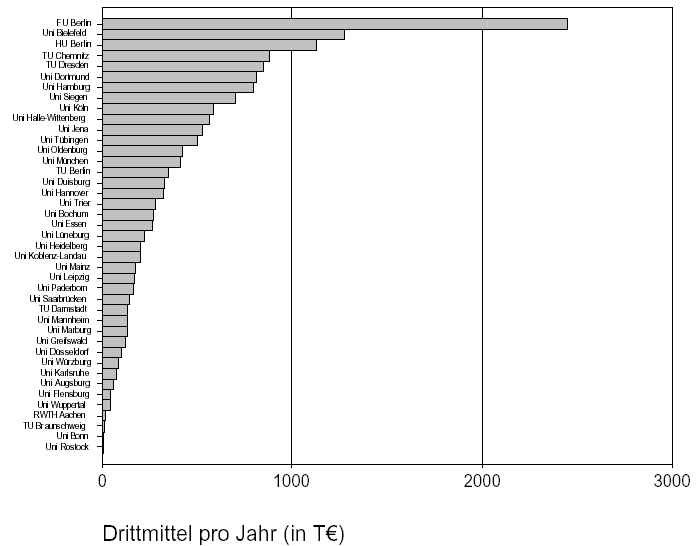 FU Berlin
Uni Bielefeld
HU Berlin
TU Chemnitz
TU Dresden
Uni Dortmund
Uni Hamburg
Uni Siegen
Uni Köln
Uni Halle-Wittenberg
Uni Jena
Uni Tübingen
Uni Oldenburg
Uni München
TU Berlin
Uni Duisburg
Uni Hannover
Uni Trier
Uni Bochum
Uni Essen
Uni Lüneburg
Uni Heidelberg
Uni Koblenz-Landau
Uni Mainz
Uni Leipzig
Uni Paderborn
Uni Saarbrücken
TU Darmstadt
Uni Mannheim
Uni Marburg
Uni Greifswald
Uni Düsseldorf
Uni Würzburg
Uni Karlsruhe
Uni Augsburg
Uni Flensburg
Uni Wuppertal
RWTH Aachen
TU Braunschweig
Uni Bonn
Uni Rostock
0 1000 2000 3000
Drittmittel pro Jahr (in T€)